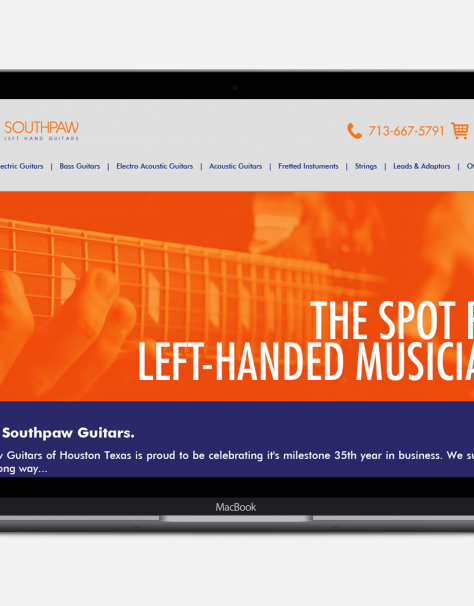 SOUTHPAW
LEFT HAND GUITARS
713-667-5791
ectric Guitars | Bass Guitars | Electro Acoustic Guitars | Acoustic Guitars | Fretted Instuments | Strings | Leads & Adaptors | Ot
THE SPOT F
LEFT-HANDED MUSICIA
Southpaw Guitars.
w Guitars of Houston Texas is proud to be celebrating it's milestone 35th year in business. We su
ong way...
MacBook